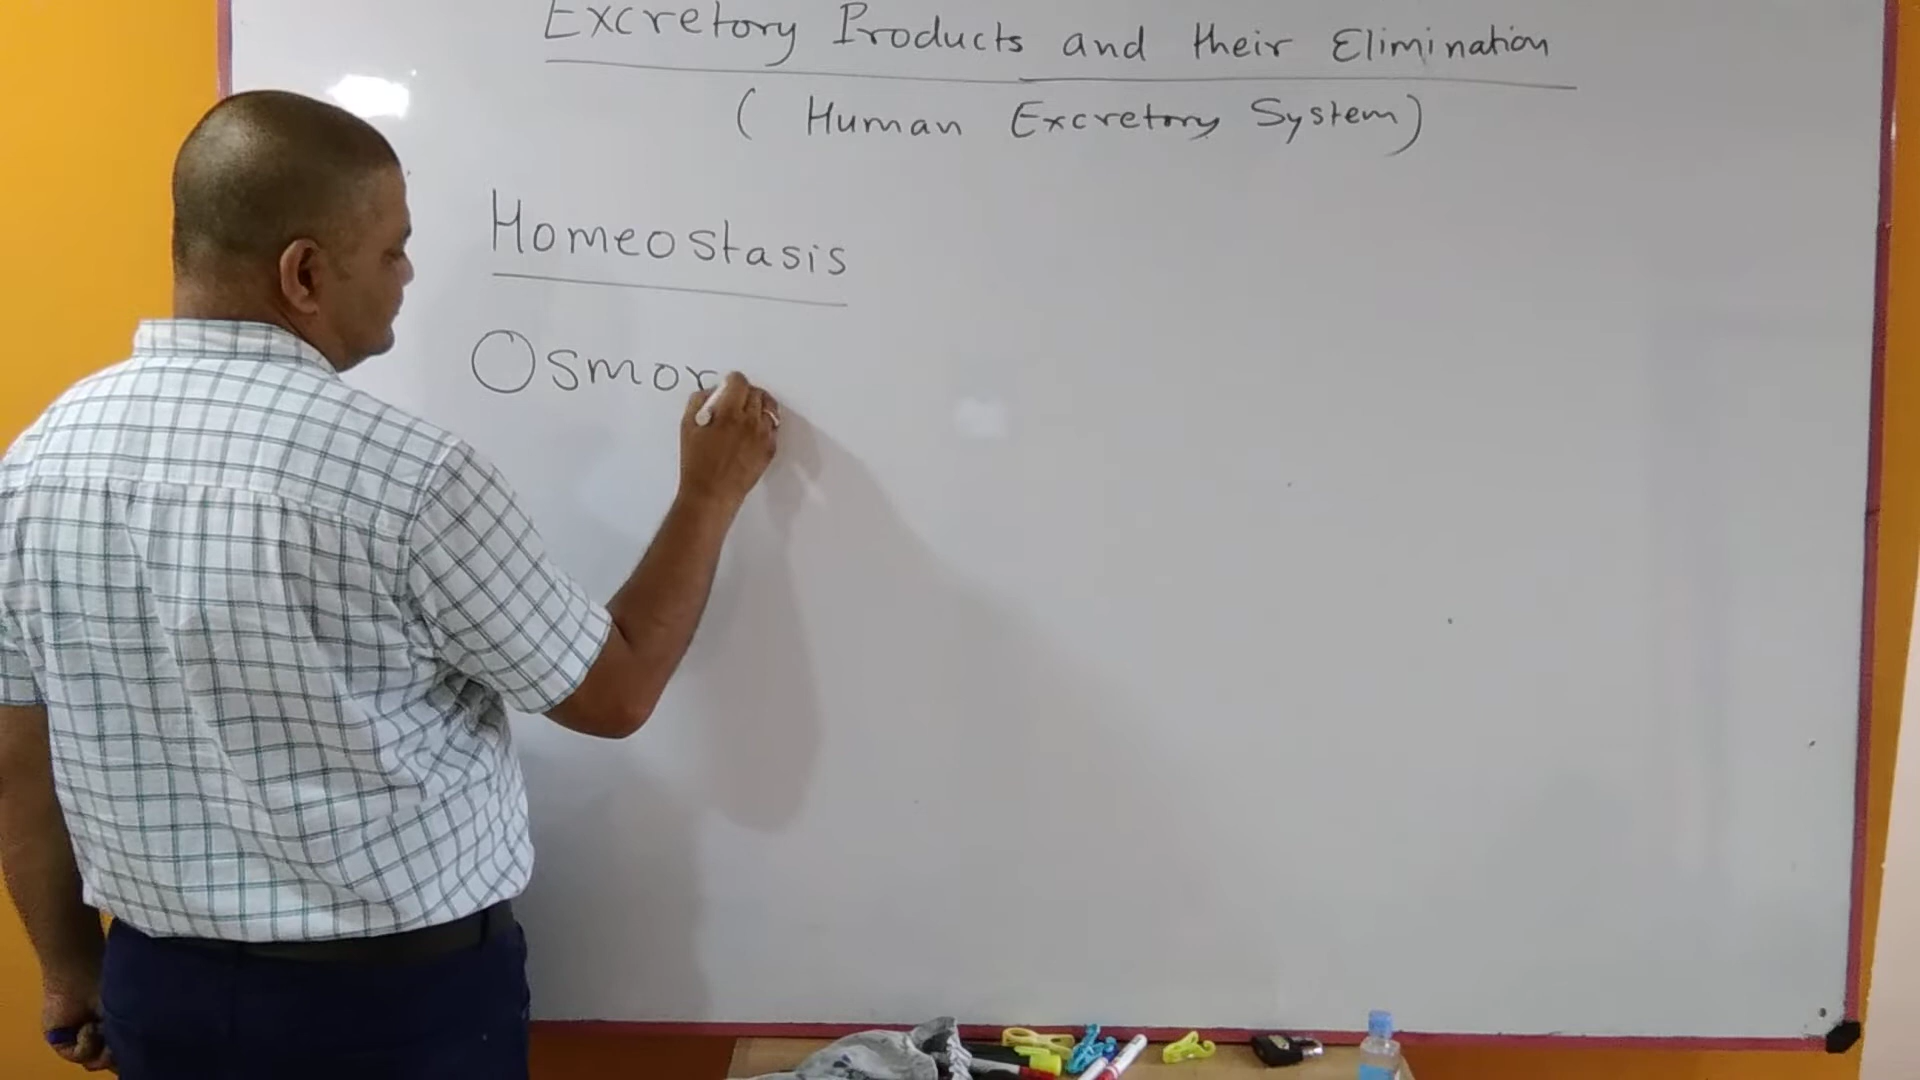 Excretory Products and their Elimination
( Human Excretory System )
Homeostasis
Osmor